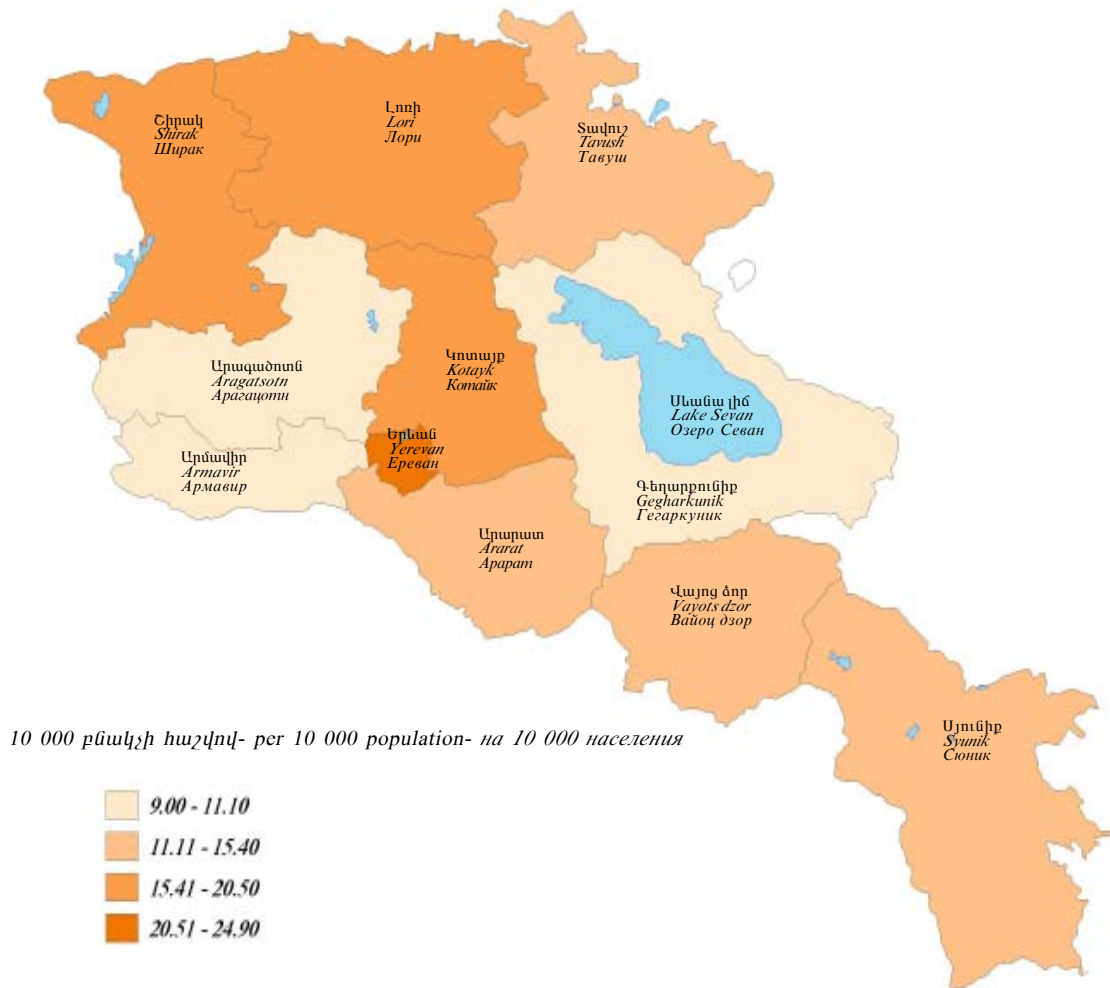 Շիրակ
Shirak
Ширак
Լոռի
Lori
Лори
Տավուշ
Tavush
Тавуш
Արագածոտն
Aragatsotn
Арагацотн
Կոտայք
Kotayk
Котайк
Սևանա լիճ
Lake Sevan
Озеро Севан
Երևան
Yerevan
Ереван
Արմավիր
Armavir
Армавир
Գեղարքունիք
Gegharkunik
Гегаркуник
Արարատ
Ararat
Арарат
Վայոց ձոր
Vayots dzor
Вайоц дзор
Սյունիք
Syunik
Сюник
10 000 բնակչի հաշվով- per 10 000 population- на 10 000 населения
9.00 - 11.10
11.11 - 15.40
15.41 - 20.50
20.51 - 24.90